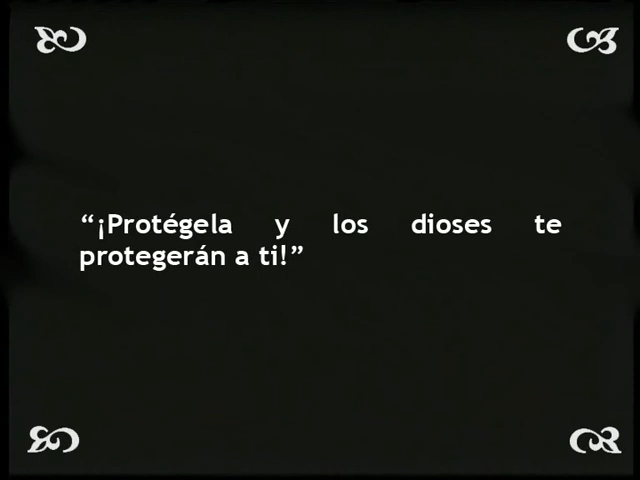 “¡Protégela y los dioses te
protegerán a ti!”